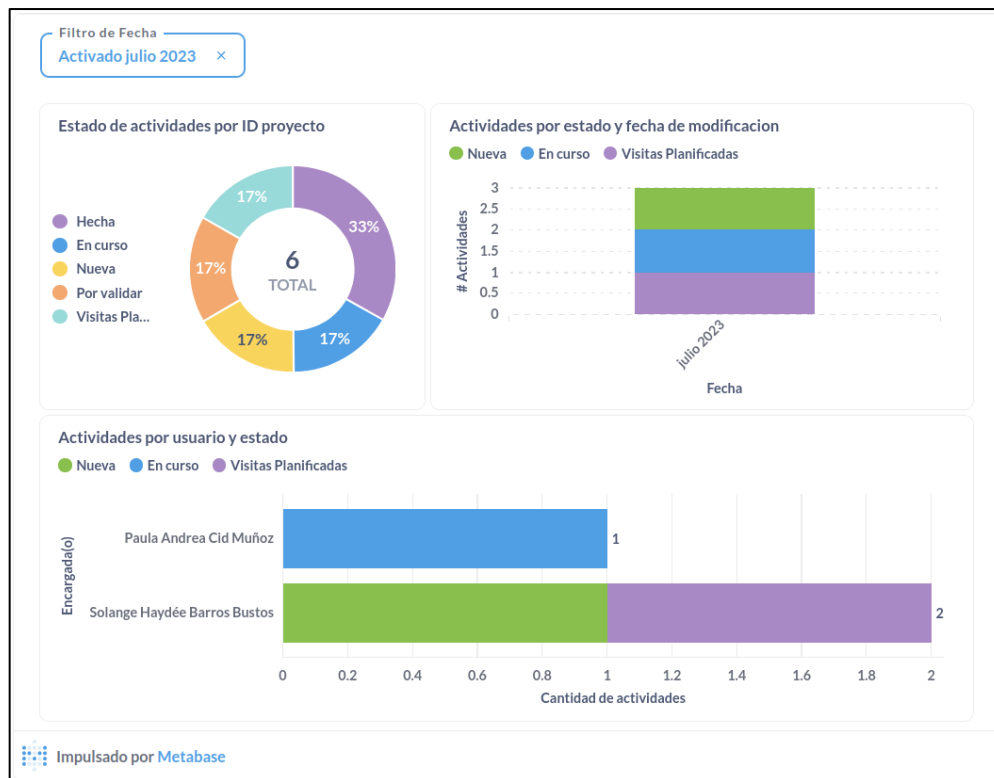 Filtro de Fecha
Activado julio 2023 ×
Estado de actividades por ID proyecto
Hecha
En curso
Nueva
Por validar
Visitas Pla...
17%
33%
17%
17%
17%
6
TOTAL
Actividades por estado y fecha de modificacion
Nueva En curso Visitas Planificadas
# Actividades
3
2.5
2
1.5
1
0.5
0
julio 2023
Fecha
Actividades por usuario y estado
Nueva En curso Visitas Planificadas
Encargada(o)
Paula Andrea Cid Muñoz 1
Solange Haydée Barros Bustos 2
0 0.2 0.4 0.6 0.8 1 1.2 1.4 1.6 1.8 2
Cantidad de actividades
Impulsado por Metabase